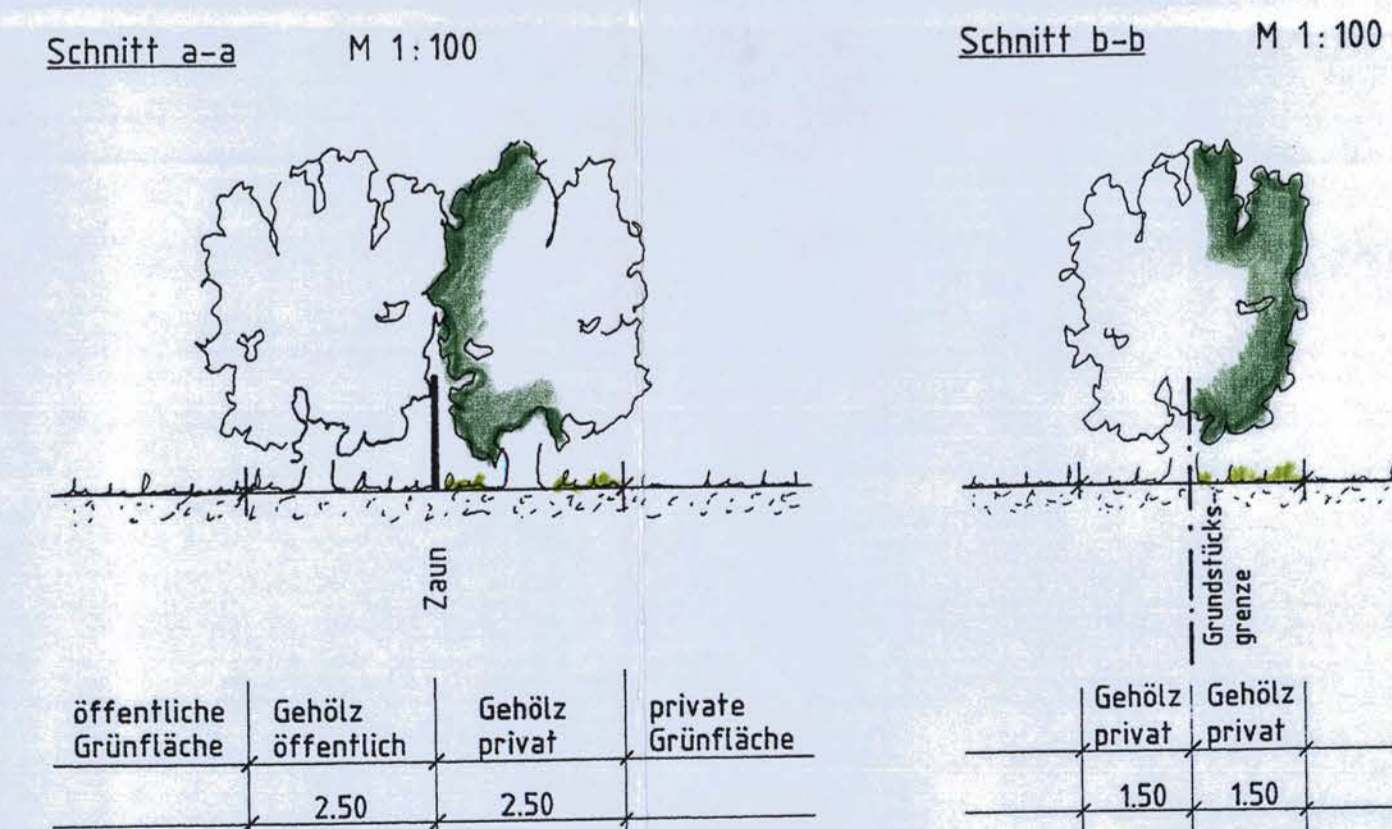 Schnitt a-a M 1:100
Zaun
öffentliche
Grünfläche
Gehölz
öffentlich
Gehölz
privat
private
Grünfläche
2.50 2.50
Schnitt b-b M 1:100
Grundstücks-
grenze
Gehölz
privat
Gehölz
privat
1.50 1.50